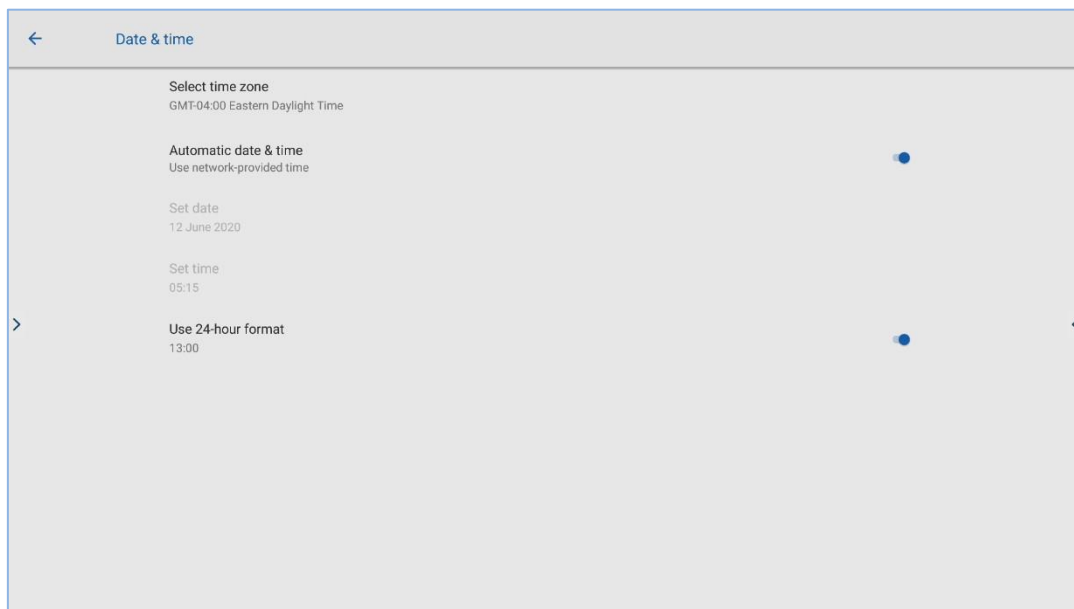 Date & time
Select time zone
GMT-04:00 Eastern Daylight Time
Automatic date & time
Use network-provided time
Set date
12 June 2020
Set time
05:15
Use 24-hour format
13:00